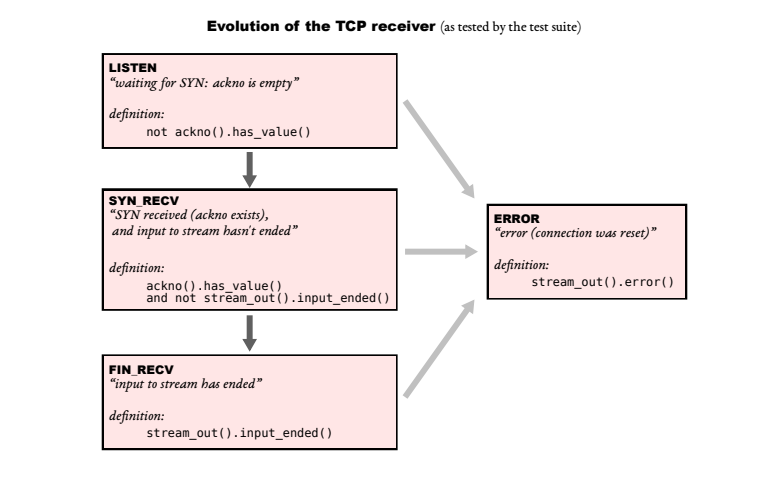 Evolution of the TCP receiver (as tested by the test suite)
LISTEN
“waiting for SYN: ackno is empty”
definition:
not ackno().has_value()
SYN_RECV
“SYN received (ackno exists),
and input to stream hasn't ended”
definition:
ackno().has_value()
and not stream_out().input_ended()
FIN_RECV
“input to stream has ended”
definition:
stream_out().input_ended()
ERROR
“error (connection was reset)”
definition:
stream_out().error()